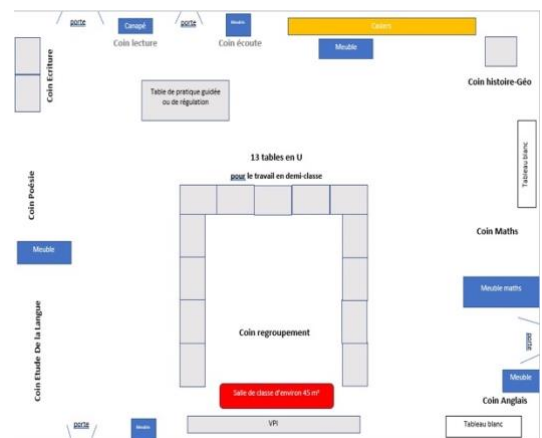 porte
Canapé
porte
Meuble
Casiers
Coin lecture
Coin écoute
Meuble
Coin Ecriture
Coin histoire-Géo
Table de pratique guidée
ou de régulation
Tableau blanc
13 tables en U
pour le travail en demi-classe
Coin Poésie
Coin Maths
Meuble
Meuble maths
Coin Etude De la Langue
Coin regroupement
porte
Meuble
Salle de classe d'environ 45 m²
Coin Anglais
porte
Meuble
VPI
Tableau blanc